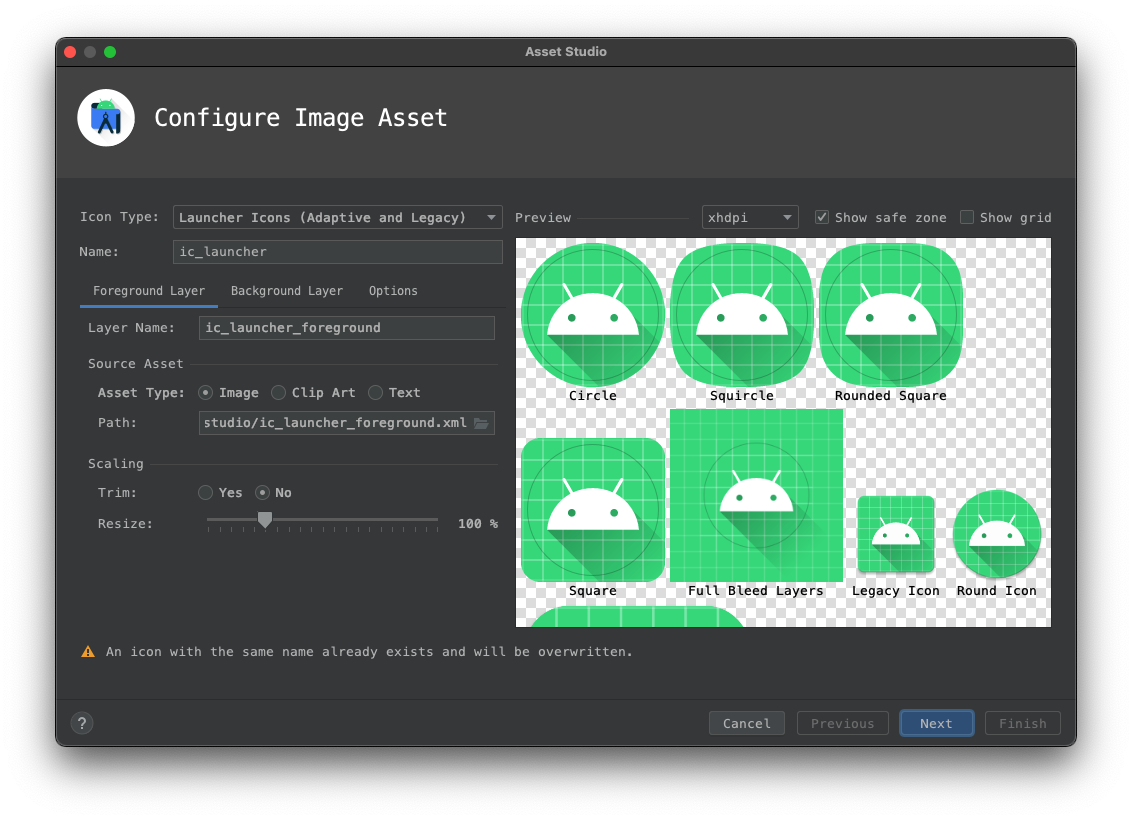 Asset Studio
Configure Image Asset
Icon Type: Launcher Icons (Adaptive and Legacy)
Name: ic_launcher
Foreground Layer Background Layer Options
Layer Name: ic_launcher_foreground
Source Asset
Asset Type: Image Clip Art Text
Path: studio/ic_launcher_foreground.xml
Scaling
Trim: Yes No
Resize: 100 %
Preview xhdpi Show safe zone Show grid
Circle Squircle Rounded Square
Square Full Bleed Layers Legacy Icon Round Icon
An icon with the same name already exists and will be overwritten.
? Cancel Previous Next Finish